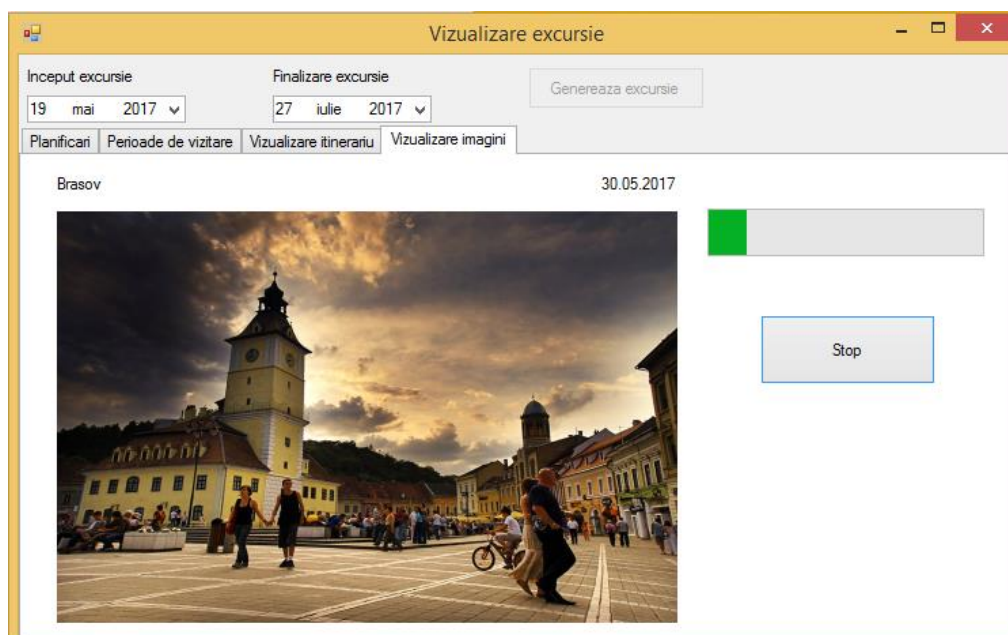 Vizualizare excursie
Inceput excursie
Finalizare excursie
Genereaza excursie
19 mai 2017
27 iulie 2017
Planificari
Perioade de vizitare
Vizualizare itinerariu
Vizualizare imagini
Brasov
30.05.2017
Stop